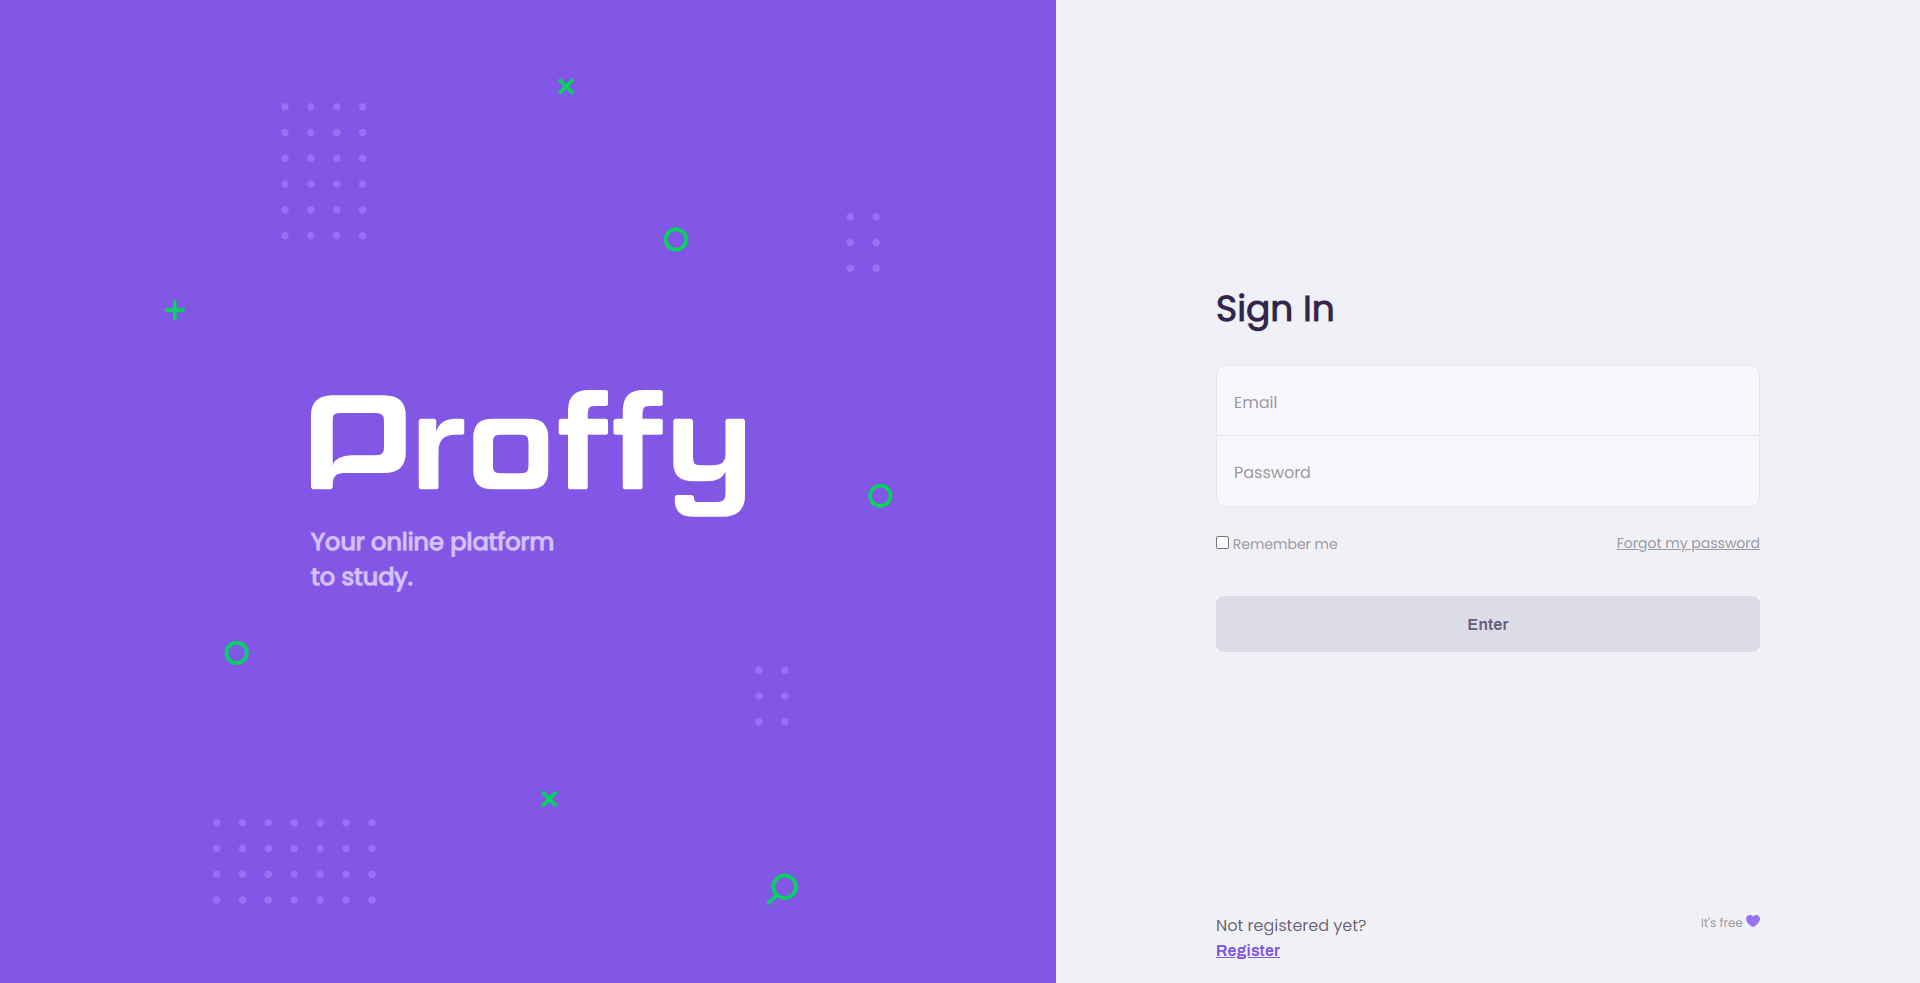 Proffy
Your online platform
to study.
Sign In
Email
Password
Remember me
Forgot my password
Enter
Not registered yet?
Register
It's free